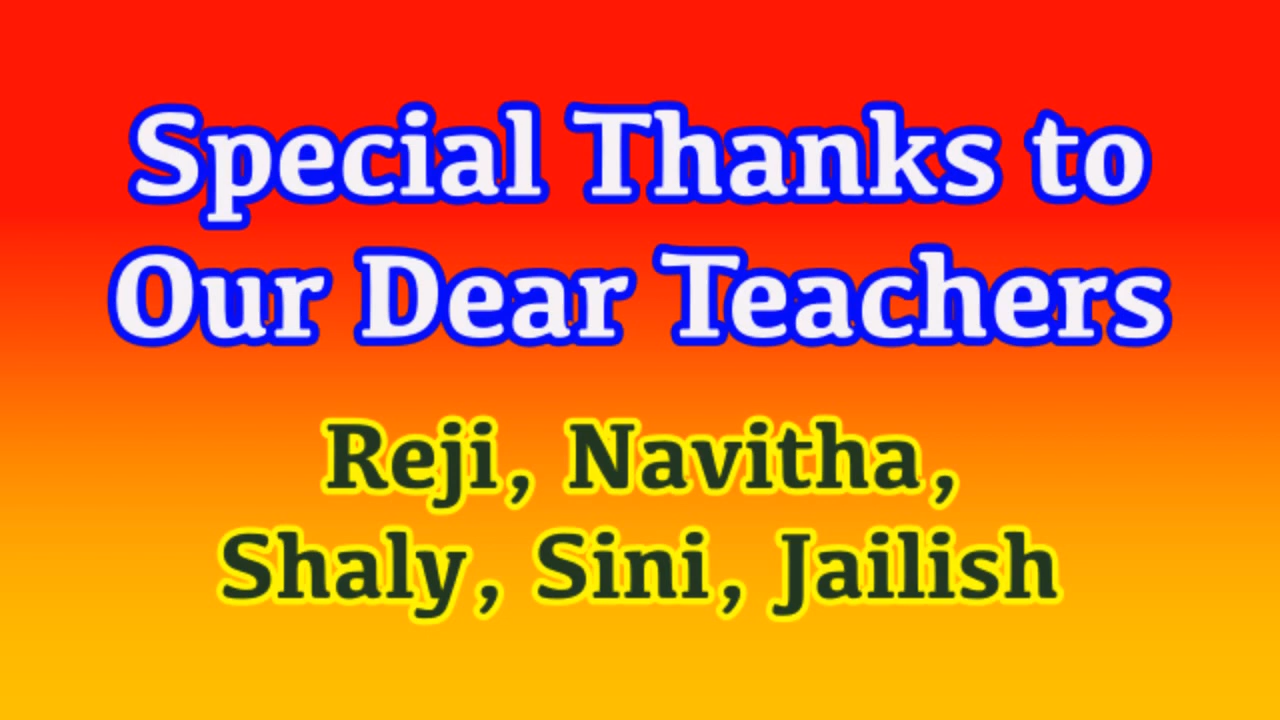 Special Thanks to
Our Dear Teachers
Reji, Navitha,
Shaly, Sini, Jailish